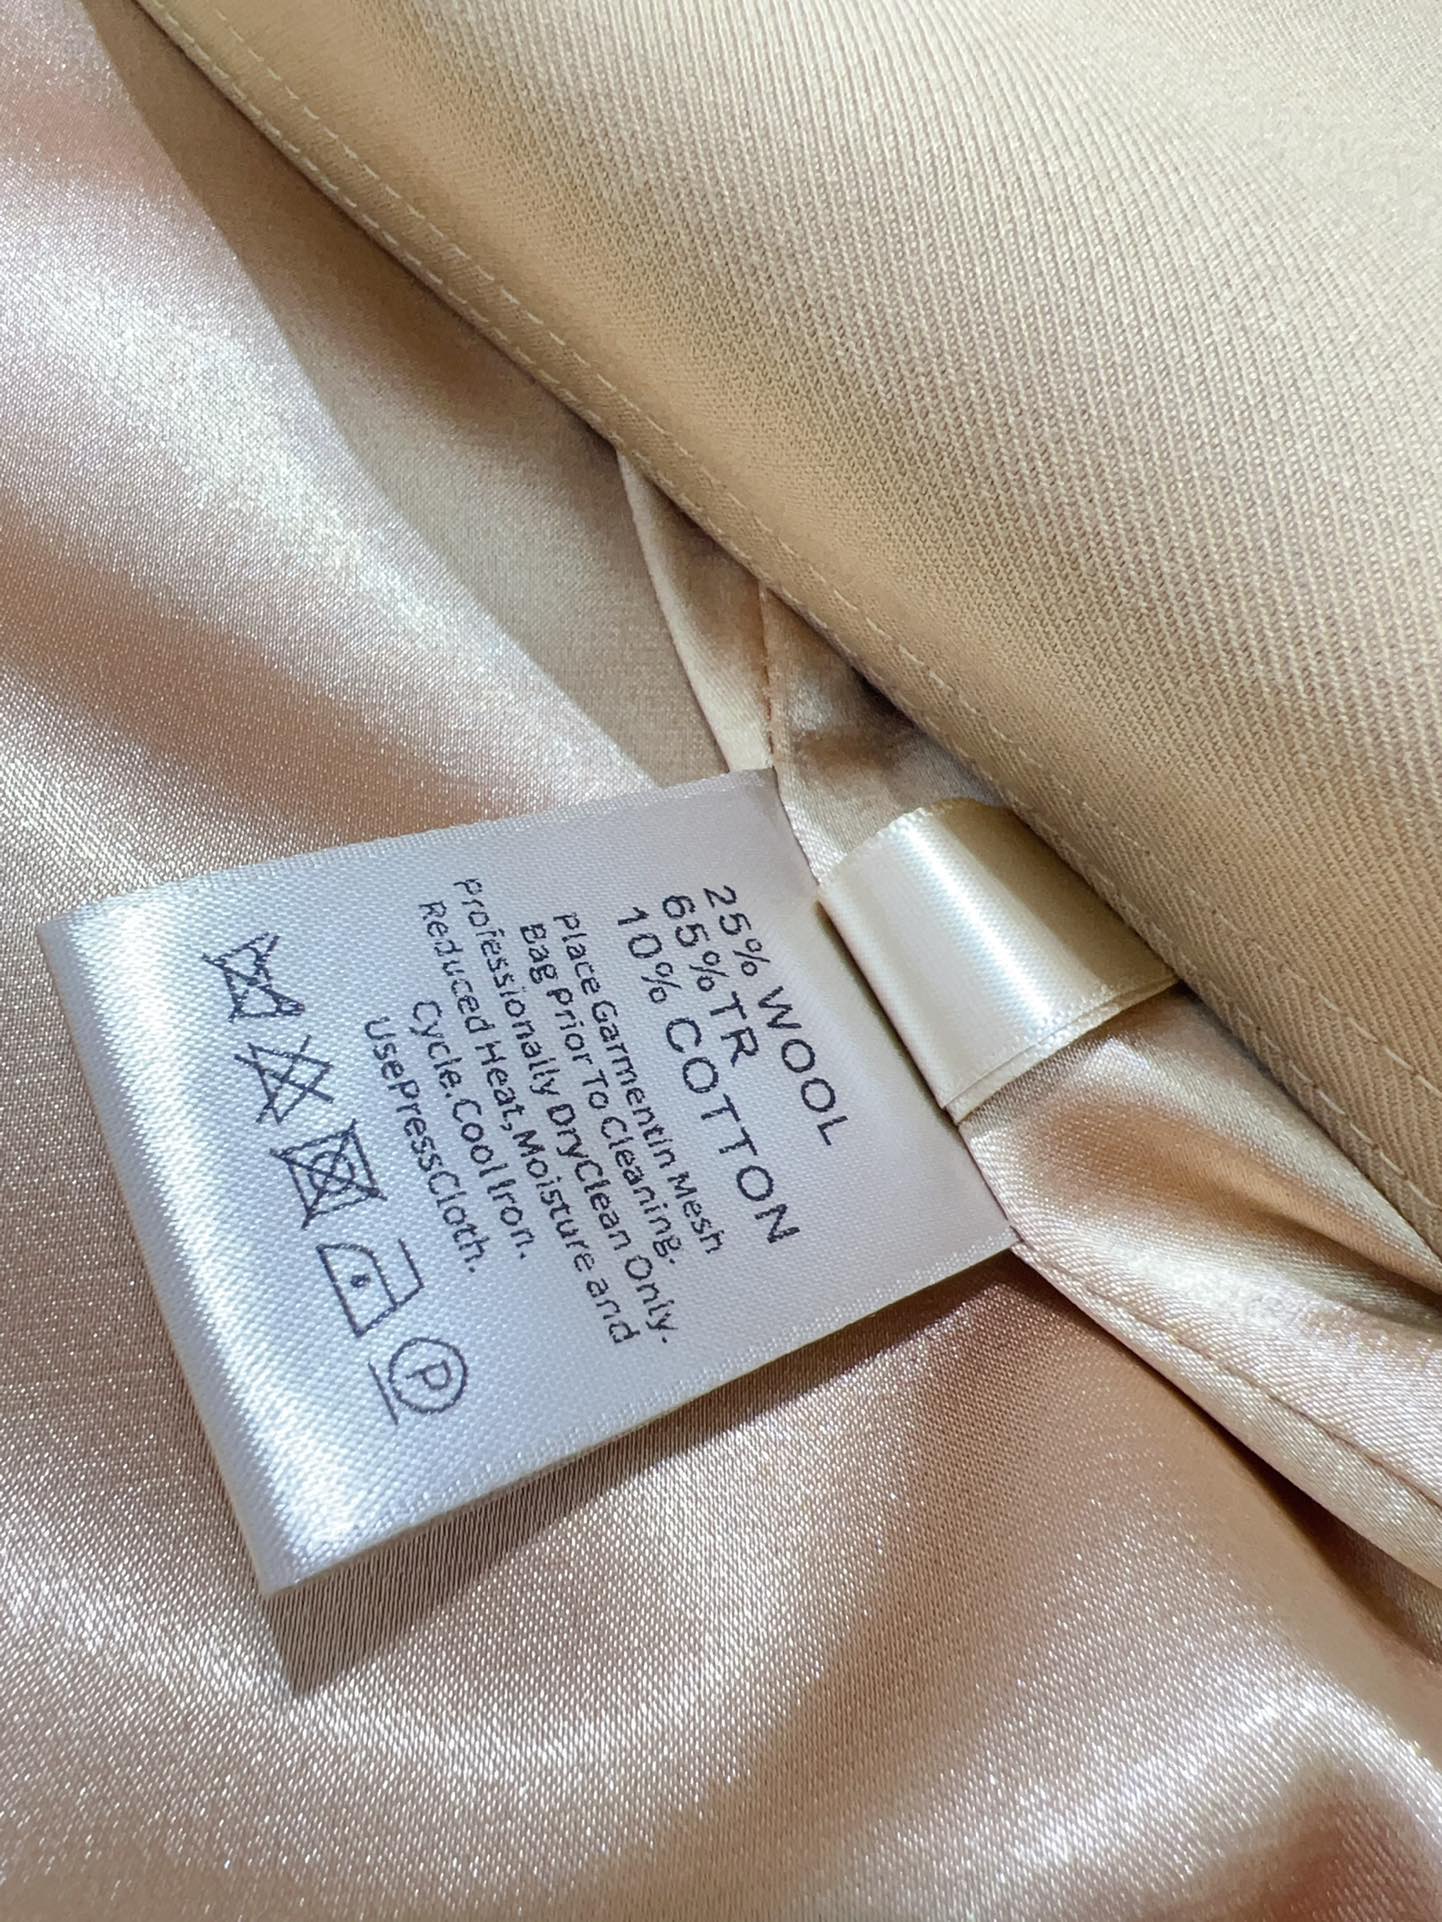 25% WOOL
65% TR
10% COTTON
Place Garmentin Mesh
Bag Prior To Cleaning.
Professionally DryClean Only.
Reduced Heat, Moisture and
Cycle.Cool Iron.
UsePressCloth.
P